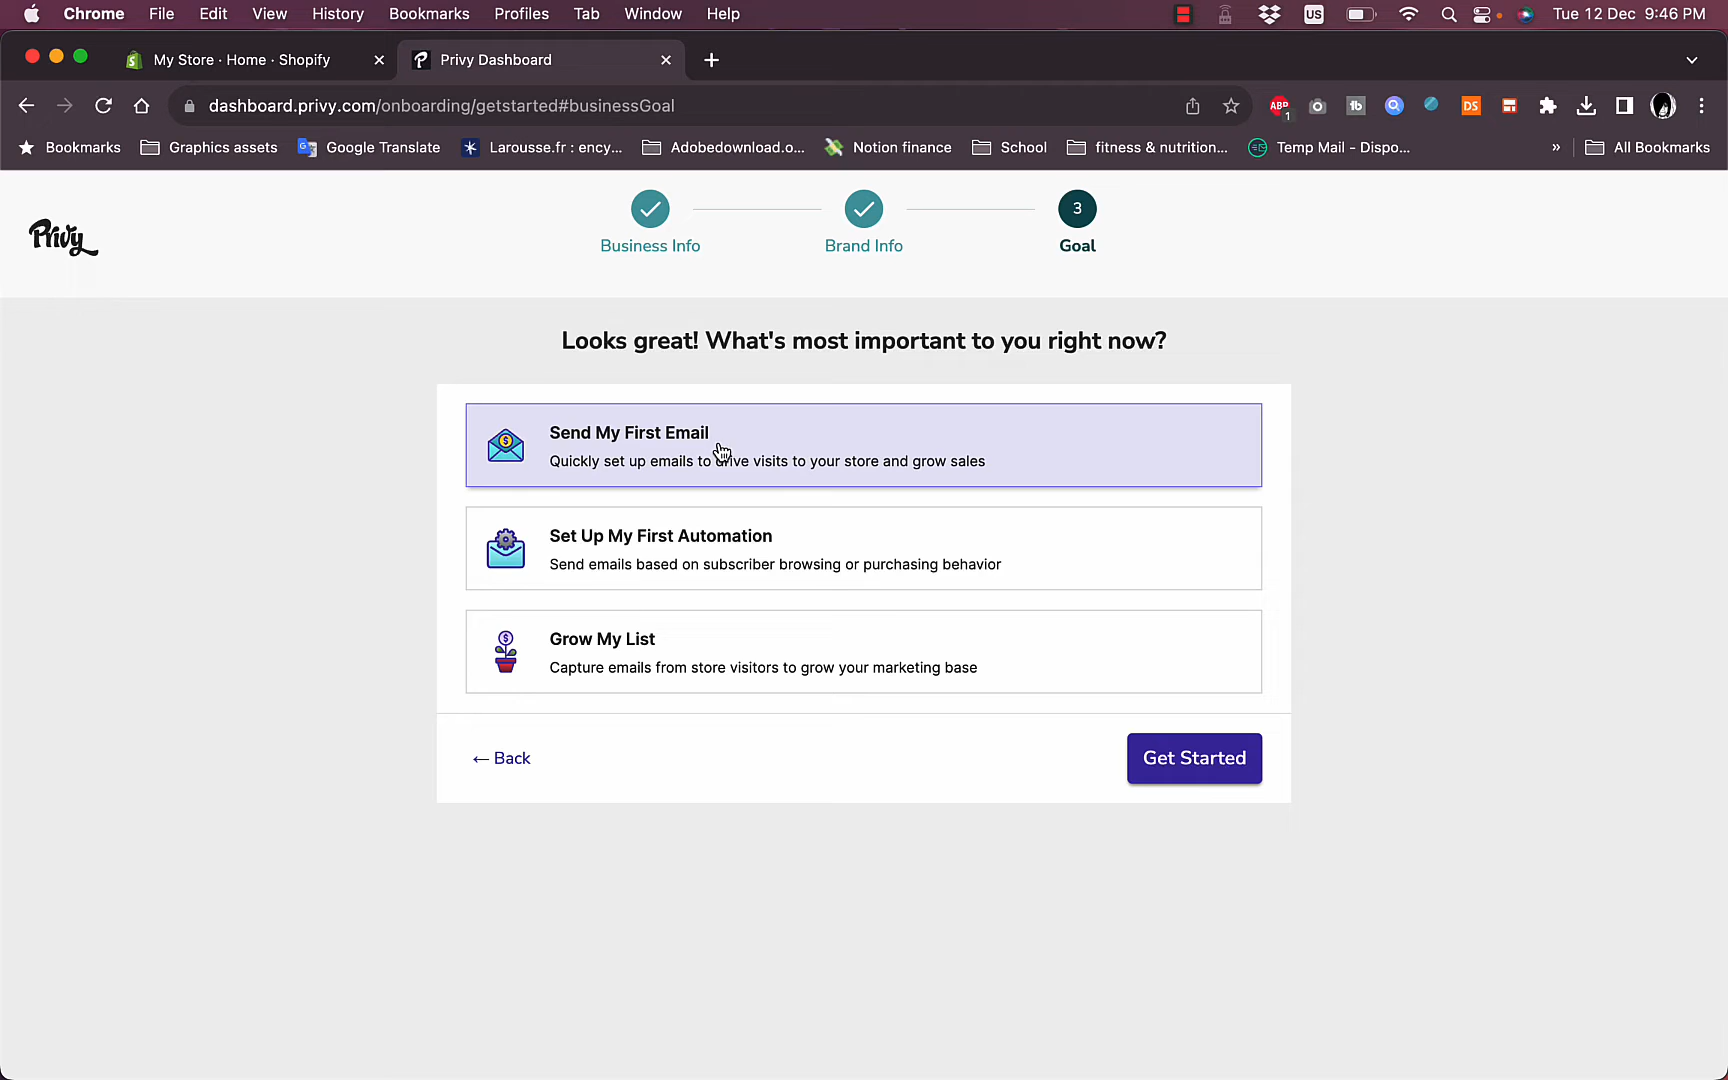 Chrome File Edit View History Bookmarks Profiles Tab Window Help US Tue 12 Dec 9:46 PM
My Store · Home · Shopify Privy Dashboard
dashboard.privy.com/onboarding/getstarted#businessGoal ABP 1 tb DS
Bookmarks Graphics assets Google Translate Larousse.fr : ency... Adobedownload.o... Notion finance School fitness & nutrition... Temp Mail - Dispo... » All Bookmarks
Privy
3
Business Info Brand Info Goal
Looks great! What's most important to you right now?
Send My First Email
Quickly set up emails to drive visits to your store and grow sales
Set Up My First Automation
Send emails based on subscriber browsing or purchasing behavior
Grow My List
Capture emails from store visitors to grow your marketing base
← Back Get Started